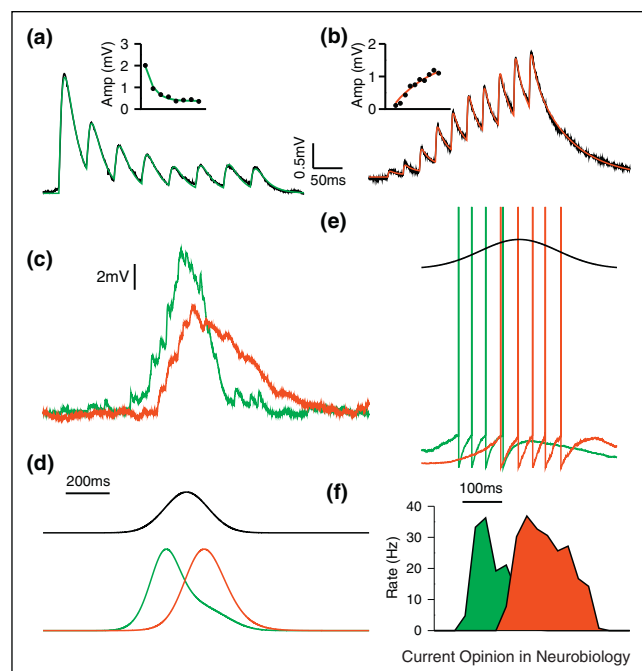 (a)
Amp (mV)
3
2
1
0
(b)
Amp (mV)
2
1
0
0.5mV
50ms
(c)
2mV
(e)
(d)
200ms
(f)
100ms
Rate (Hz)
40
30
20
10
0
Current Opinion in Neurobiology